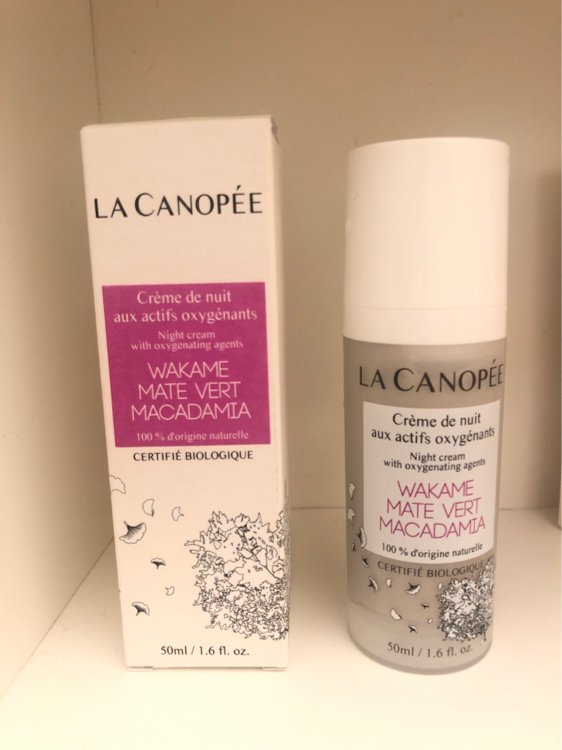 LA CANOPÉE
Crème de nuit
aux actifs oxygénants
Night cream
with oxygenating agents
WAKAME
MATE VERT
MACADAMIA
100 % d'origine naturelle
CERTIFIÉ BIOLOGIQUE
50ml / 1.6 fl. oz.
LA CANOPÉE
Crème de nuit
aux actifs oxygénants
Night cream
with oxygenating agents
WAKAME
MATE VERT
MACADAMIA
100 % d'origine naturelle
CERTIFIÉ BIOLOGIQUE
50ml / 1.6 fl. oz.